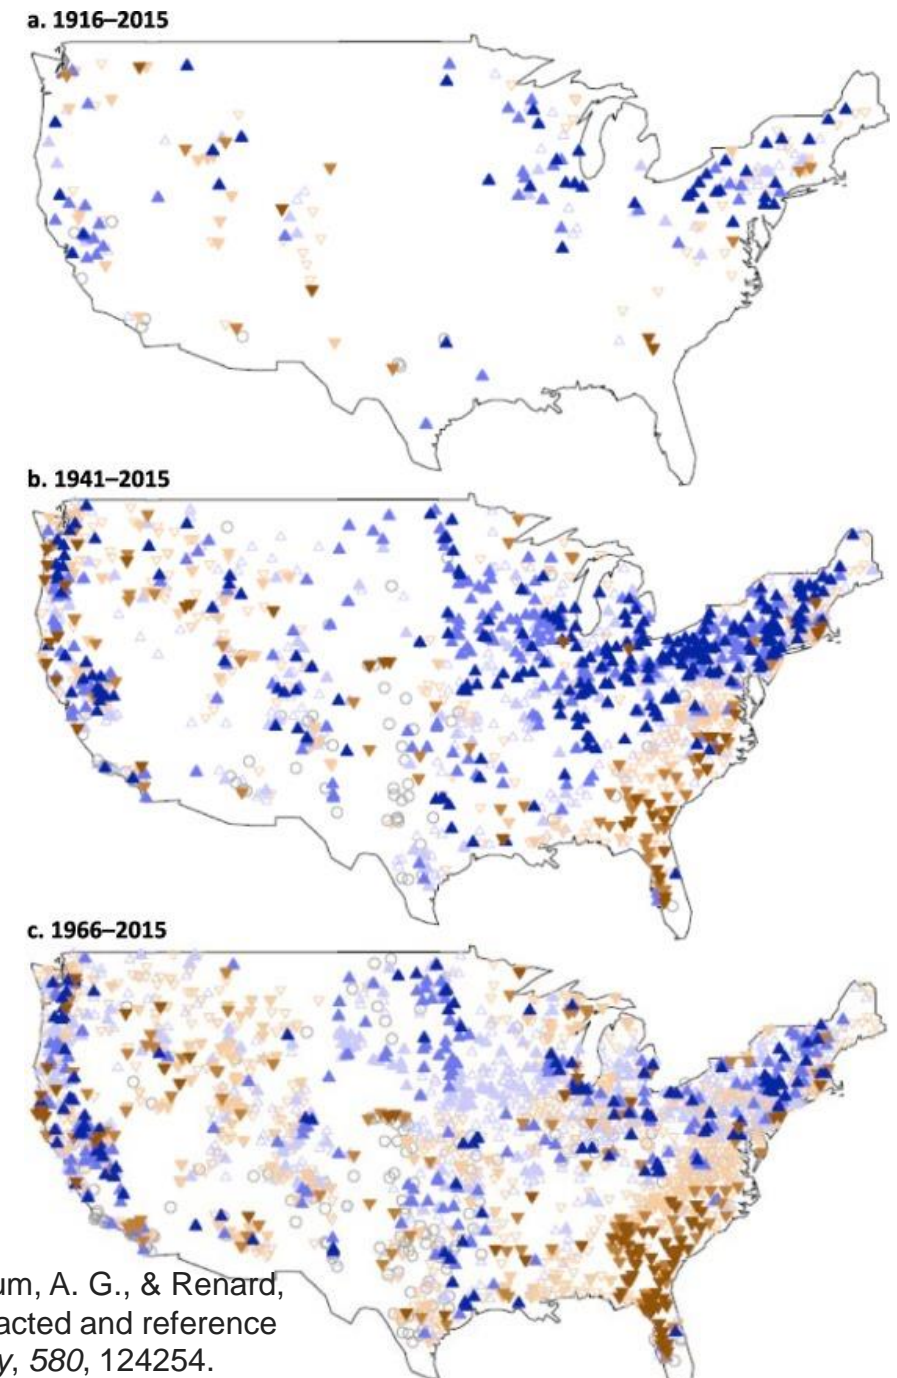 a. 1916–2015
b. 1941–2015
c. 1966–2015
um, A. G., & Renard,
acted and reference
y, 580, 124254.